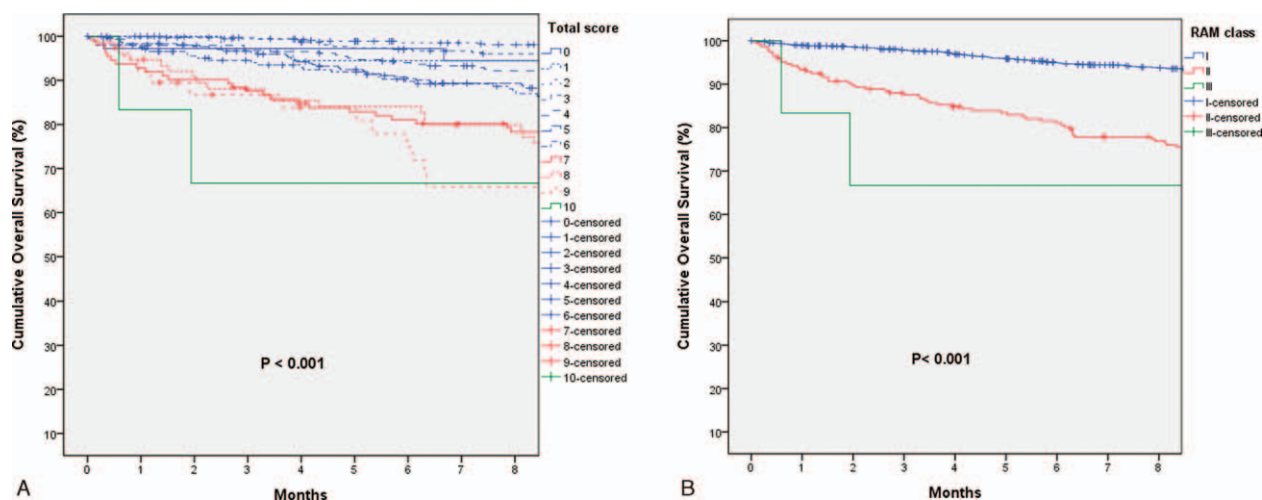 Total score
0
1
2
3
4
5
6
7
8
9
10
0-censored
1-censored
2-censored
3-censored
4-censored
5-censored
6-censored
7-censored
8-censored
9-censored
10-censored
Cumulative Overall Survival (%)
100
90
80
70
60
50
40
30
20
10
P < 0.001
0 1 2 3 4 5 6 7 8
Months
A
RAM class
I
II
III
I-censored
II-censored
III-censored
Cumulative Overall Survival (%)
100
90
80
70
60
50
40
30
20
10
P< 0.001
0 1 2 3 4 5 6 7 8
Months
B